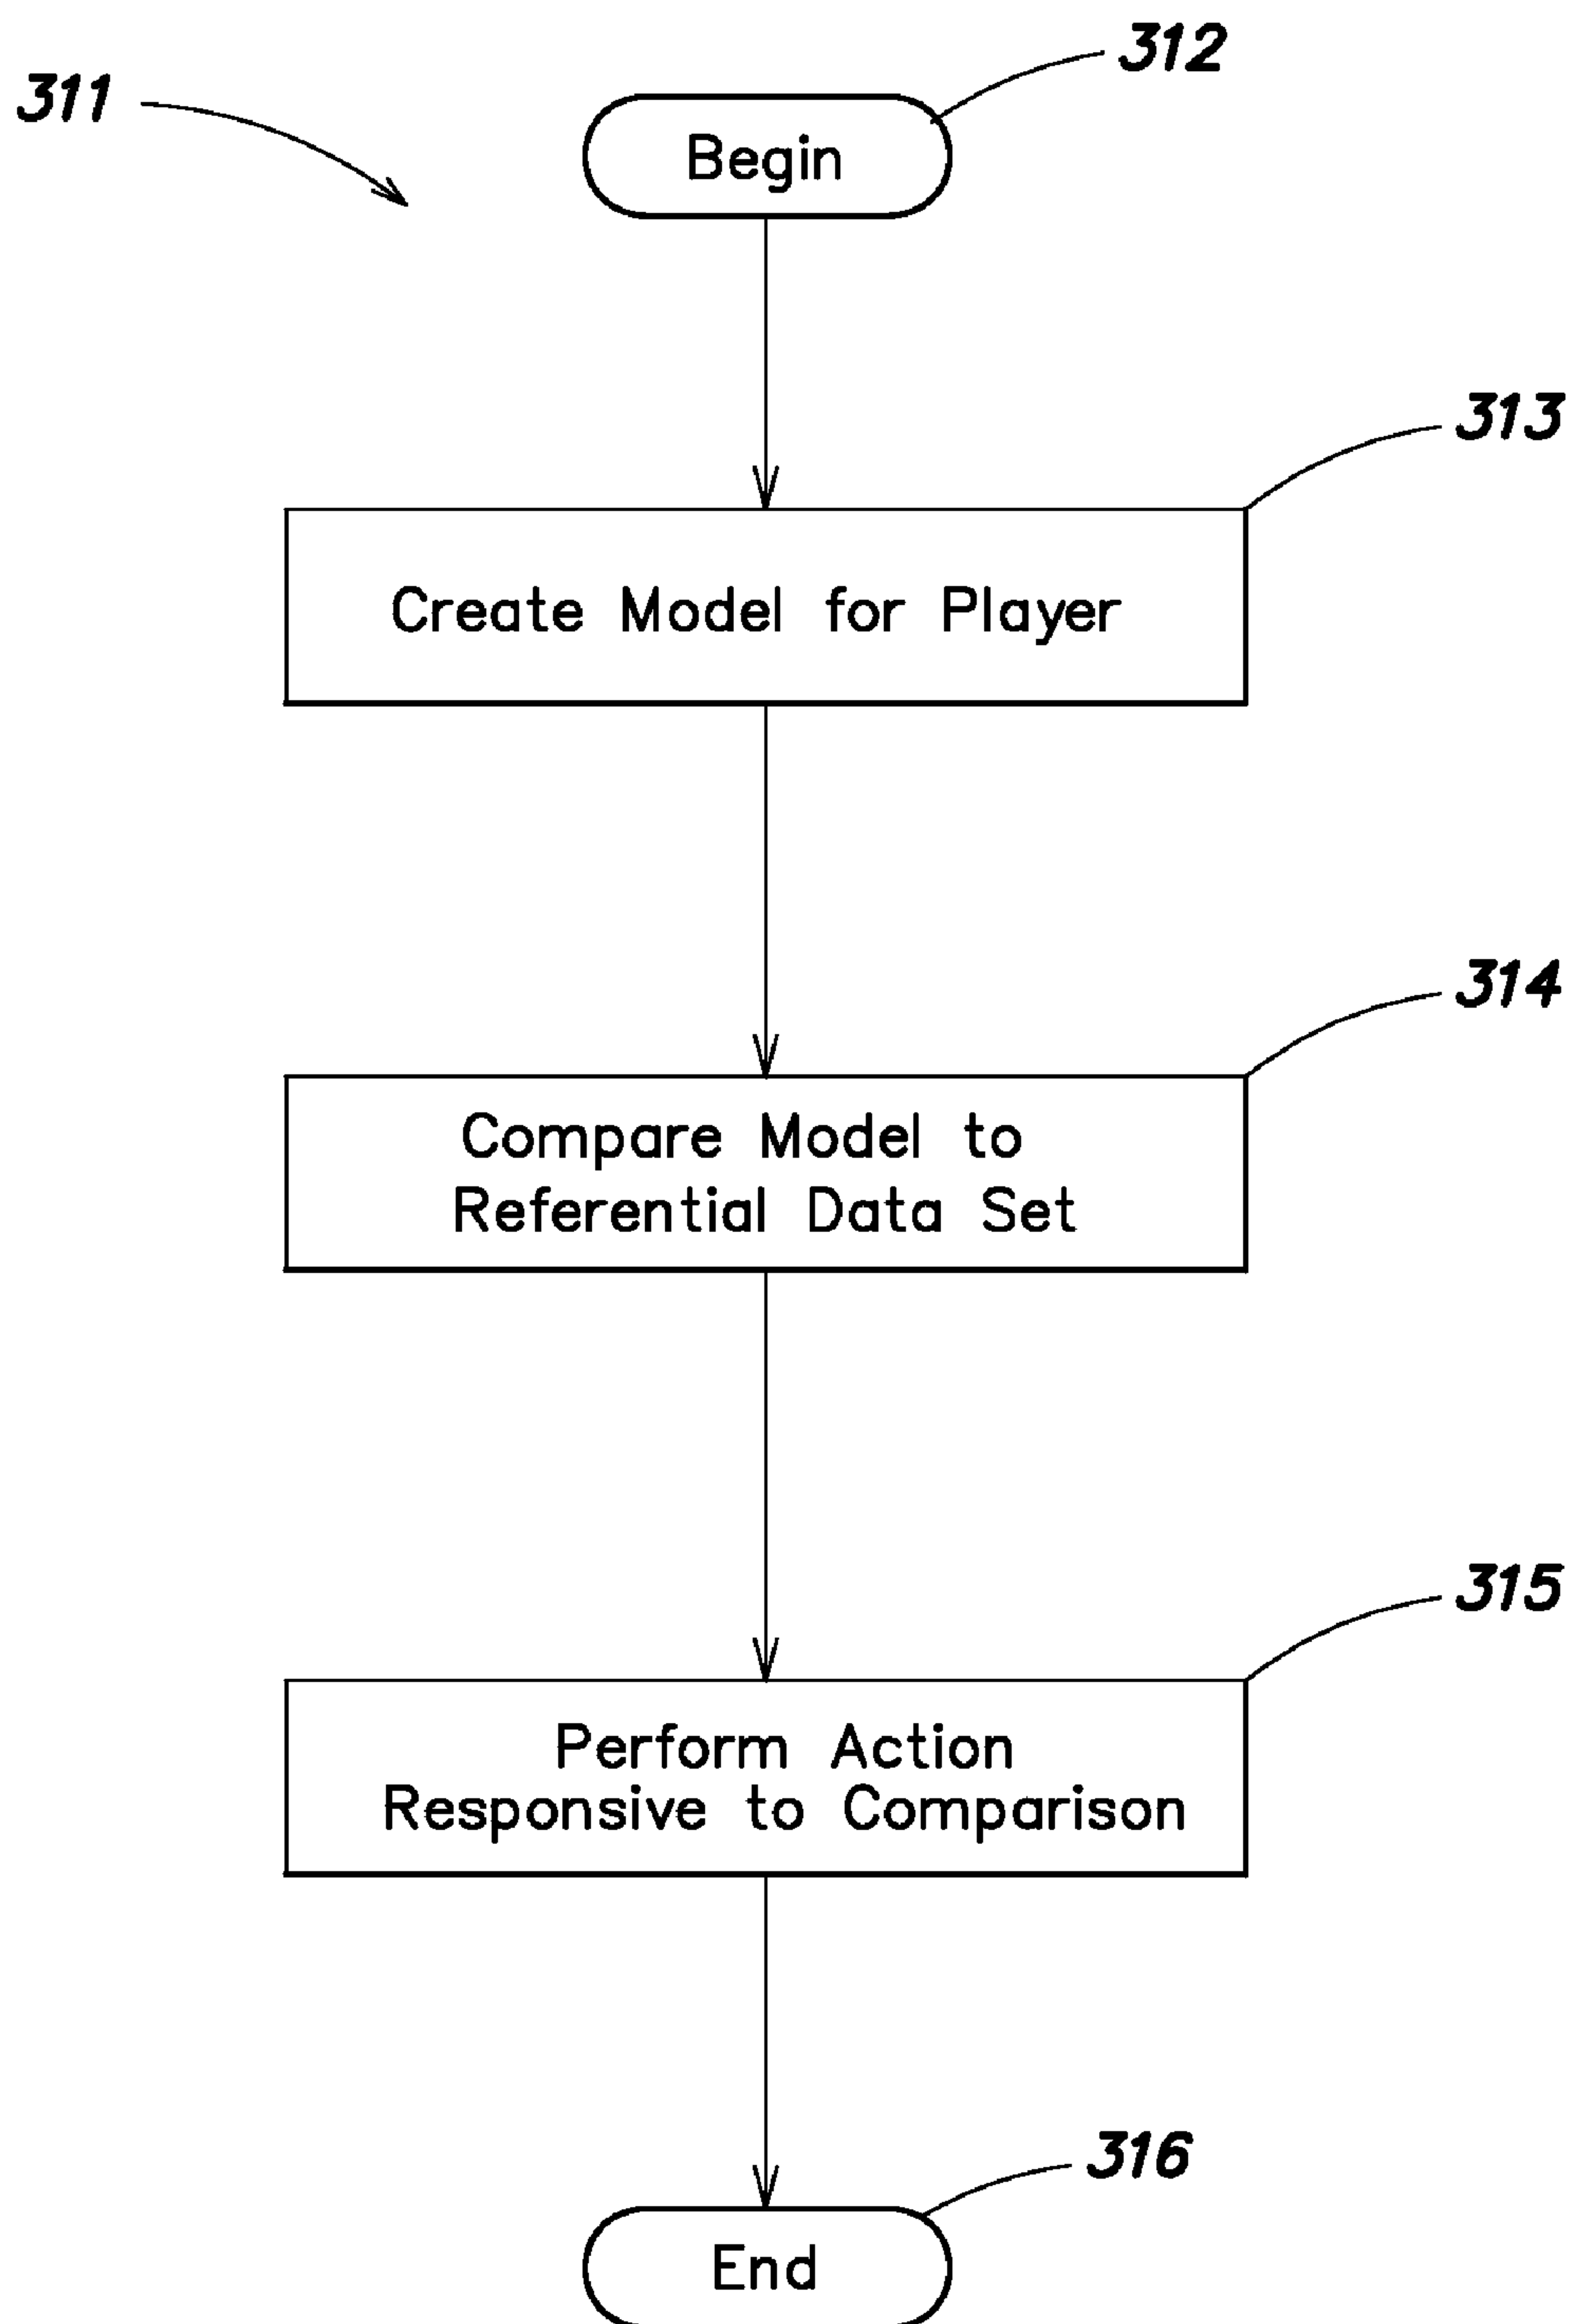 312
311
Begin
313
Create Model for Player
314
Compare Model to
Referential Data Set
315
Perform Action
Responsive to Comparison
316
End